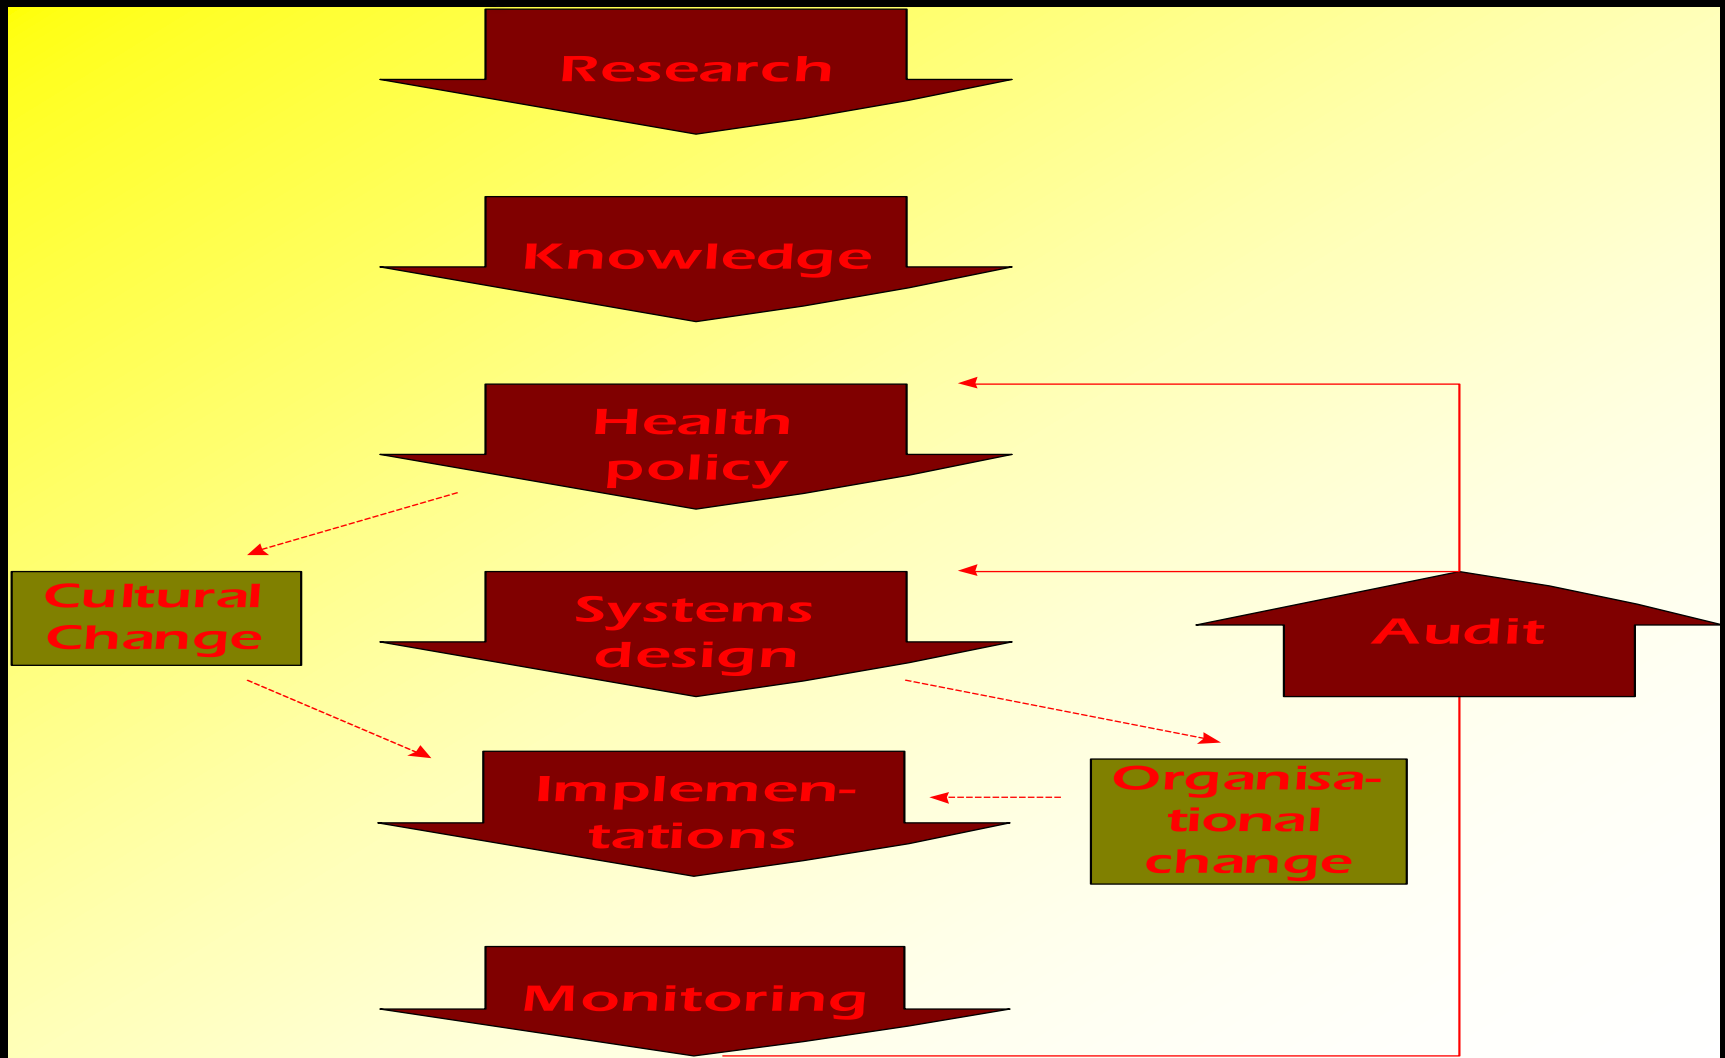 Research
Knowledge
Health
policy
Cultural
Change
Systems
design
Audit
Implemen-
tations
Organisa-
tional
change
Monitoring